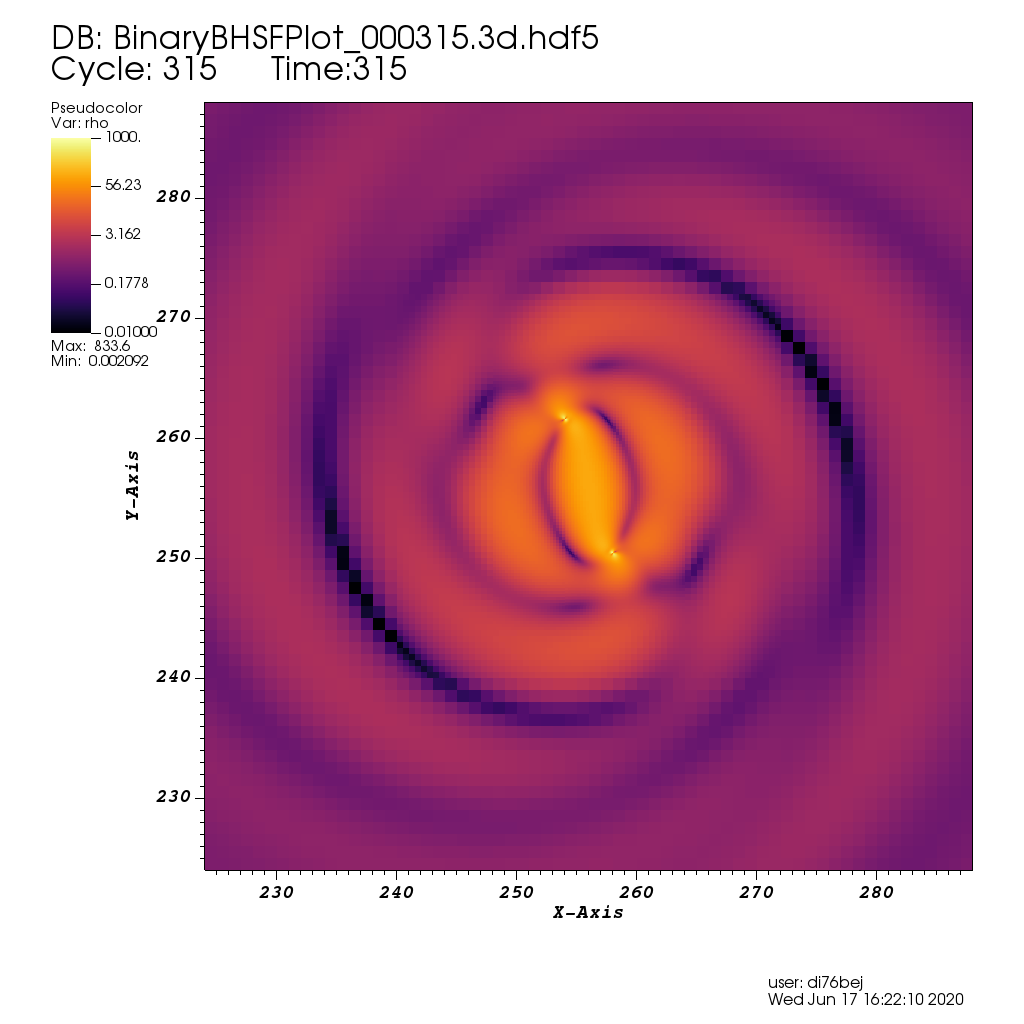 DB: BinaryBHSFPlot_000315.3d.hdf5
Cycle: 315 Time:315
Pseudocolor
Var: rho
1000.
56.23
3.162
0.1778
0.01000
Max: 833.6
Min: 0.002092
280
270
260
250
240
230
Y-Axis
230 240 250 260 270 280
X-Axis
user: di76bej
Wed Jun 17 16:22:10 2020